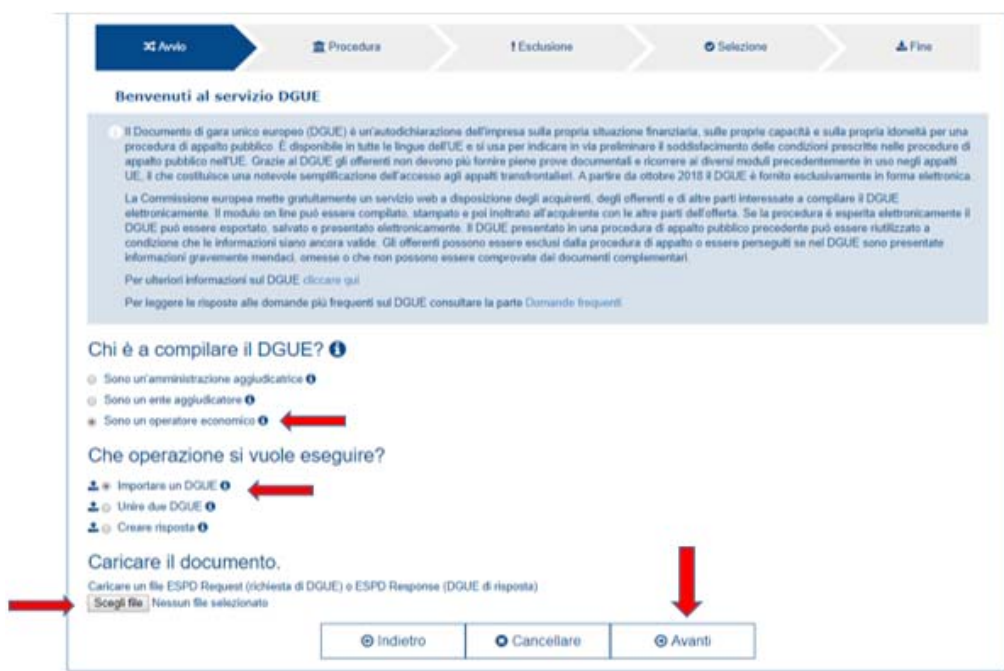 Avvio
Procedura
Esclusione
Selezione
Fine
Benvenuti al servizio DGUE
Il Documento di gara unico europeo (DGUE) è un'autodichiarazione dell'impresa sulla propria situazione finanziaria, sulle proprie capacità e sulla propria idoneità per una
procedura di appalto pubblico. È disponibile in tutte le lingue dell'UE e si usa per indicare in via preliminare il soddisfacimento delle condizioni prescritte nelle procedure di
appalto pubblico nell'UE. Grazie al DGUE gli offerenti non devono più fornire piene prove documentali e ricorrere ai diversi moduli precedentemente in uso negli appalti
UE, il che costituisce una notevole semplificazione dell'accesso agli appalti transfrontalieri. A partire da ottobre 2018 il DGUE è fornito esclusivamente in forma elettronica.
La Commissione europea mette gratuitamente un servizio web a disposizione degli acquirenti, degli offerenti e di altre parti interessate a compilare il DGUE
elettronicamente. Il modulo on line può essere compilato, stampato e poi inoltrato all'acquirente con le altre parti dell'offerta. Se la procedura è esperita elettronicamente il
DGUE può essere esportato, salvato e presentato elettronicamente. Il DGUE presentato in una procedura di appalto pubblico precedente può essere riutilizzato a
condizione che le informazioni siano ancora valide. Gli offerenti possono essere esclusi dalla procedura di appalto o essere perseguiti se nel DGUE sono presentate
informazioni gravemente mendaci, omesse o che non possono essere comprovate dai documenti complementari.
Per ulteriori informazioni sul DGUE cliccare qui
Per leggere le risposte alle domande più frequenti sul DGUE consultare la parte Domande frequenti.
Chi è a compilare il DGUE?
Sono un'amministrazione aggiudicatrice
Sono un ente aggiudicatore
Sono un operatore economico
Che operazione si vuole eseguire?
Importare un DGUE
Unire due DGUE
Creare risposta
Caricare il documento.
Caricare un file ESPD Request (richiesta di DGUE) o ESPD Response (DGUE di risposta)
Scegli file Nessun file selezionato
Indietro
Cancellare
Avanti